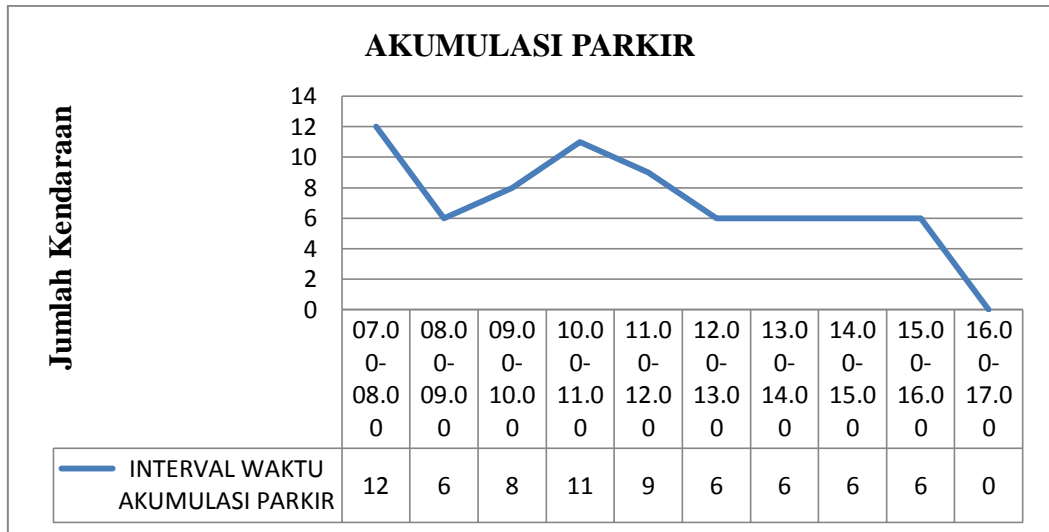 AKUMULASI PARKIR
Jumlah Kendaraan
14
12
10
8
6
4
2
0
07.0 08.0 09.0 10.0 11.0 12.0 13.0 14.0 15.0 16.0
0- 0- 0- 0- 0- 0- 0- 0- 0- 0-
08.0 09.0 10.0 11.0 12.0 13.0 14.0 15.0 16.0 17.0
0 0 0 0 0 0 0 0 0 0
INTERVAL WAKTU
AKUMULASI PARKIR 12 6 8 11 9 6 6 6 6 0